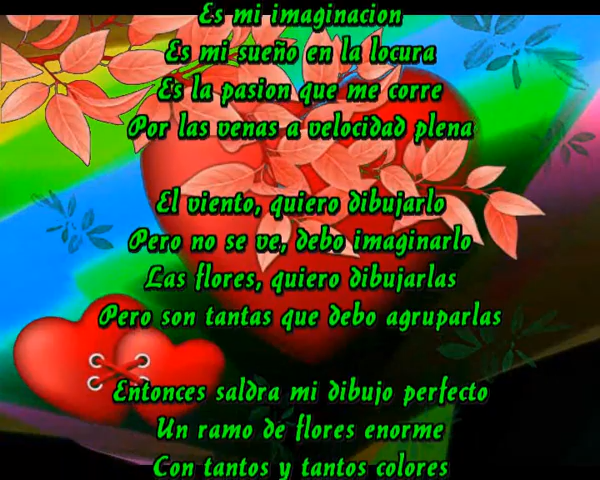 Es mi imaginacion
Es mi sueño en la locura
Es la pasion que me corre
Por las venas a velocidad plena
El viento, quiero dibujarlo
Pero no se ve, debo imaginarlo
Las flores, quiero dibujarlas
Pero son tantas que debo agruparlas
Entonces saldra mi dibujo perfecto
Un ramo de flores enorme
Con tantos y tantos colores